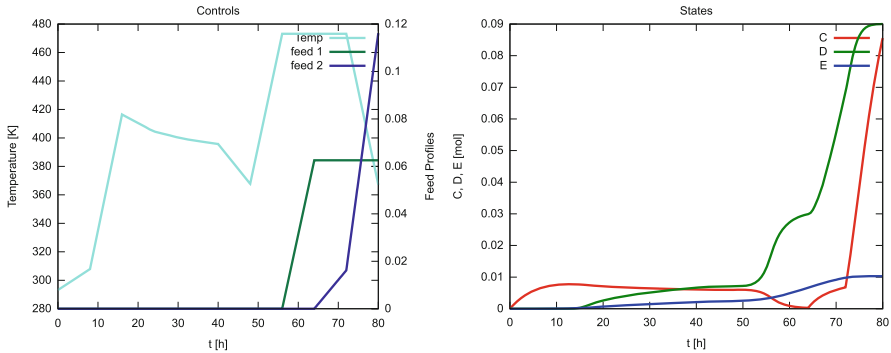 Controls
480
460
440
420
400
380
360
340
320
300
280
Temperature [K]
0 10 20 30 40 50 60 70 80
t [h]
0.12
0.1
0.08
0.06
0.04
0.02
0
Feed Profiles
Temp
feed 1
feed 2
States
0.09
0.08
0.07
0.06
0.05
0.04
0.03
0.02
0.01
0
C, D, E [mol]
0 10 20 30 40 50 60 70 80
t [h]
C
D
E